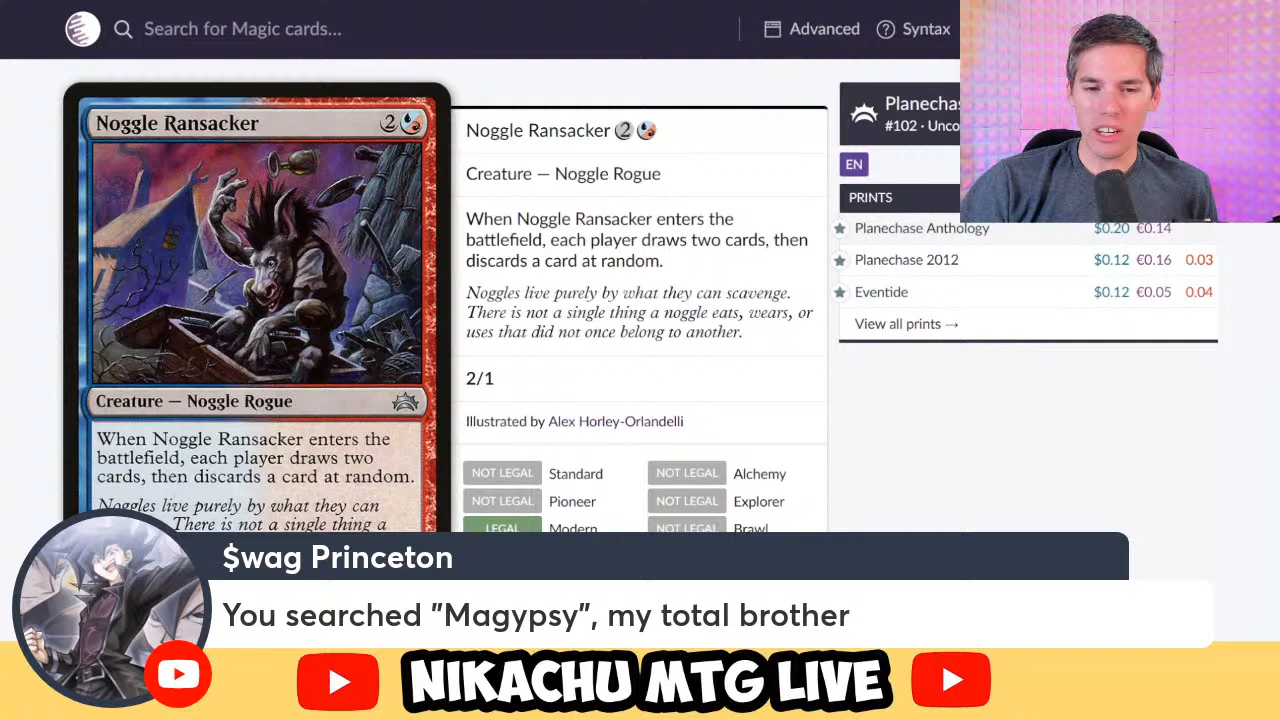 Search for Magic cards...
Advanced
Syntax
Noggle Ransacker 2
Creature — Noggle Rogue
When Noggle Ransacker enters the
battlefield, each player draws two
cards, then discards a card at random.
Noggles live purely by what they can
There is not a single thing a
Noggle Ransacker 2
Creature — Noggle Rogue
When Noggle Ransacker enters the
battlefield, each player draws two cards, then
discards a card at random.
Noggles live purely by what they can scavenge.
There is not a single thing a noggle eats, wears, or
uses that did not once belong to another.
2/1
Illustrated by Alex Horley-Orlandelli
NOT LEGAL Standard NOT LEGAL Alchemy
NOT LEGAL Pioneer NOT LEGAL Explorer
LEGAL Modern NOT LEGAL Brawl
Planechas
#102 · Unco
EN
PRINTS
Planechase Anthology $0.20 €0.14
Planechase 2012 $0.12 €0.16 0.03
Eventide $0.12 €0.05 0.04
View all prints →
$wag Princeton
You searched "Magypsy", my total brother
NIKACHU MTG LIVE